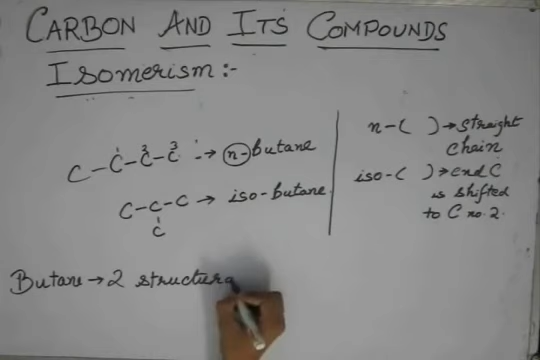 CARBON AND ITS COMPOUNDS
Isomerism :-
C - C - C - C → n-butane
C - C - C → iso-butane
C
n-( ) → straight
chain
iso-( ) → end C
is shifted
to C no. 2.
Butane → 2 structura